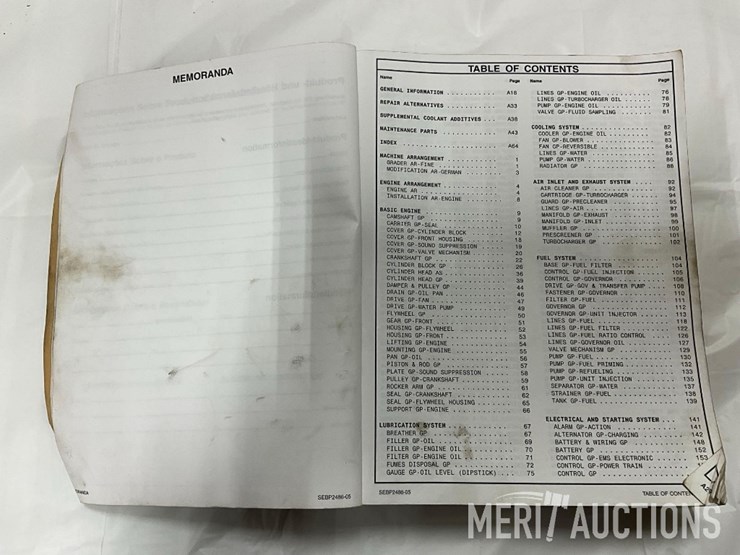 MEMORANDA
TABLE OF CONTENTS
Name Page
GENERAL INFORMATION A18
REPAIR ALTERNATIVES A33
SUPPLEMENTAL COOLANT ADDITIVES A38
MAINTENANCE PARTS A43
INDEX A64
MACHINE ARRANGEMENT 1
GRADER AR-FINE 1
MODIFICATION AR-GERMAN 3
ENGINE ARRANGEMENT 4
ENGINE AR 4
INSTALLATION AR-ENGINE 8
BASIC ENGINE 9
CAMSHAFT GP 9
CARRIER GP-SEAL 10
COVER GP-CYLINDER BLOCK 12
COVER GP-FRONT HOUSING 18
COVER GP-SOUND SUPPRESSION 19
COVER GP-VALVE MECHANISM 20
CRANKSHAFT GP 22
CYLINDER BLOCK GP 26
CYLINDER HEAD AS 36
CYLINDER HEAD GP 39
DAMPER & PULLEY GP 44
DRAIN GP-OIL PAN 46
DRIVE GP-FAN 47
DRIVE GP-WATER PUMP 49
FLYWHEEL GP 50
GEAR GP-FRONT 51
HOUSING GP-FLYWHEEL 52
HOUSING GP-FRONT 53
LIFTING GP-ENGINE 54
MOUNTING GP-ENGINE 55
PAN GP-OIL 56
PISTON & ROD GP 57
PLATE GP-SOUND SUPPRESSION 58
PULLEY GP-CRANKSHAFT 59
ROCKER ARM GP 61
SEAL GP-CRANKSHAFT 62
SEAL GP-FLYWHEEL HOUSING 65
SUPPORT GP-ENGINE 66
LUBRICATION SYSTEM 67
BREATHER GP 67
FILLER GP-OIL 69
FILLER GP-ENGINE OIL 70
FILTER GP-ENGINE OIL 71
FUMES DISPOSAL GP 72
GAUGE GP-OIL LEVEL (DIPSTICK) 75
Name Page
LINES GP-ENGINE OIL 76
LINES GP-TURBOCHARGER OIL 78
PUMP GP-ENGINE OIL 79
VALVE GP-FLUID SAMPLING 81
COOLING SYSTEM 82
COOLER GP-ENGINE OIL 82
FAN GP-BLOWER 83
FAN GP-REVERSIBLE 84
LINES GP-WATER 85
PUMP GP-WATER 86
RADIATOR GP 88
AIR INLET AND EXHAUST SYSTEM 92
AIR CLEANER GP 92
CARTRIDGE GP-TURBOCHARGER 94
GUARD GP-PRECLEANER 95
LINES GP-AIR 97
MANIFOLD GP-EXHAUST 98
MANIFOLD GP-INLET 99
MUFFLER GP 100
PRESCREENER GP 101
TURBOCHARGER GP 102
FUEL SYSTEM 104
BASE GP-FUEL FILTER 104
CONTROL GP-FUEL INJECTION 105
CONTROL GP-GOVERNOR 106
DRIVE GP-GOV & TRANSFER PUMP 108
FASTENER GP-GOVERNOR 110
FILTER GP-FUEL 111
GOVERNOR GP 112
GOVERNOR GP-UNIT INJECTOR 113
LINES GP-FUEL 118
LINES GP-FUEL FILTER 122
LINES GP-FUEL RATIO CONTROL 126
LINES GP-GOVERNOR OIL 127
VALVE MECHANISM GP 129
PUMP GP-FUEL 130
PUMP GP-FUEL PRIMING 132
PUMP GP-REFUELING 133
PUMP GP-UNIT INJECTION 135
SEPARATOR GP-WATER 137
STRAINER GP-FUEL 138
TANK GP-FUEL 139
ELECTRICAL AND STARTING SYSTEM 141
ALARM GP-ACTION 141
ALTERNATOR GP-CHARGING 142
BATTERY & WIRING GP 148
BATTERY GP 152
CONTROL GP-EMS ELECTRONIC 153
CONTROL GP-POWER TRAIN
CONTROL GP
SEBP2486-05
SEBP2486-05
TABLE OF CONTEN
MERIT AUCTIONS